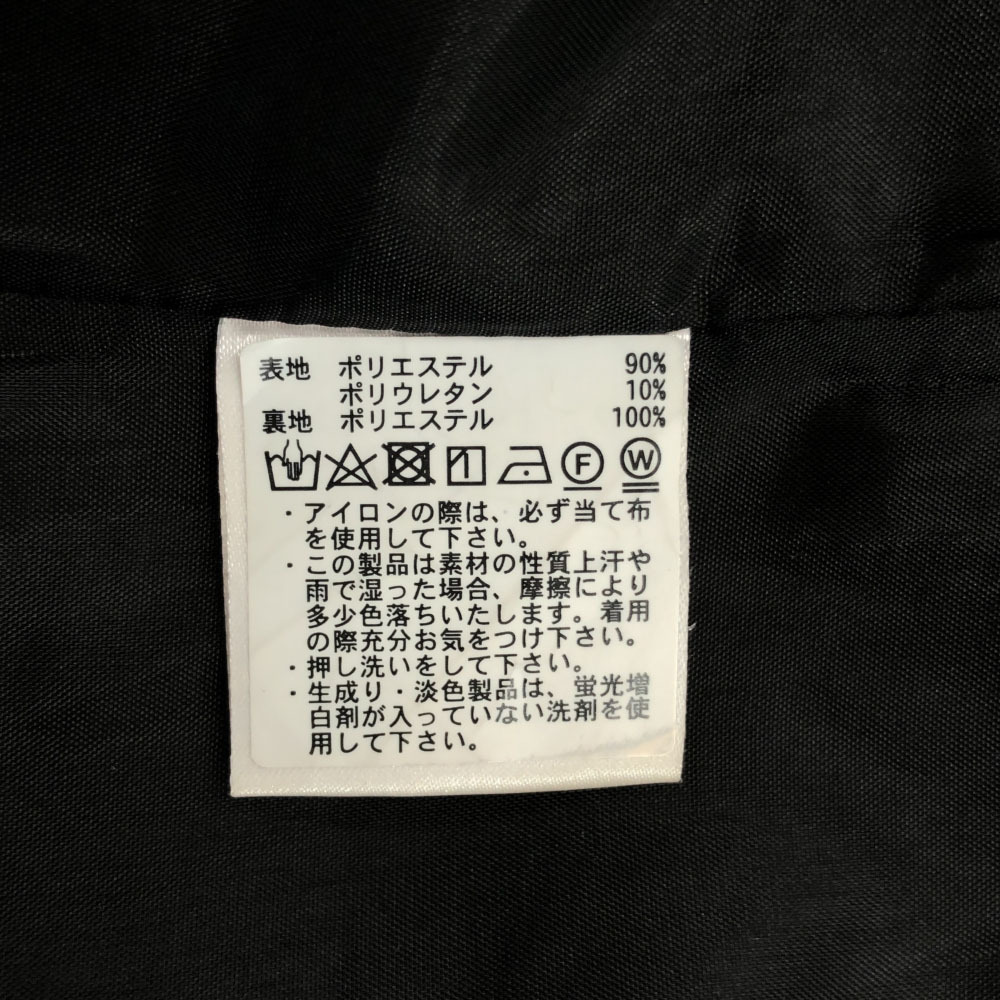 表地 ポリエステル 90%
ポリウレタン 10%
裏地 ポリエステル 100%
F W
・アイロンの際は、必ず当て布
を使用して下さい。
・この製品は素材の性質上汗や
雨で湿った場合、摩擦により
多少色落ちいたします。着用
の際充分お気をつけ下さい。
・押し洗いをして下さい。
・生成り・淡色製品は、蛍光増
白剤が入っていない洗剤を使
用して下さい。